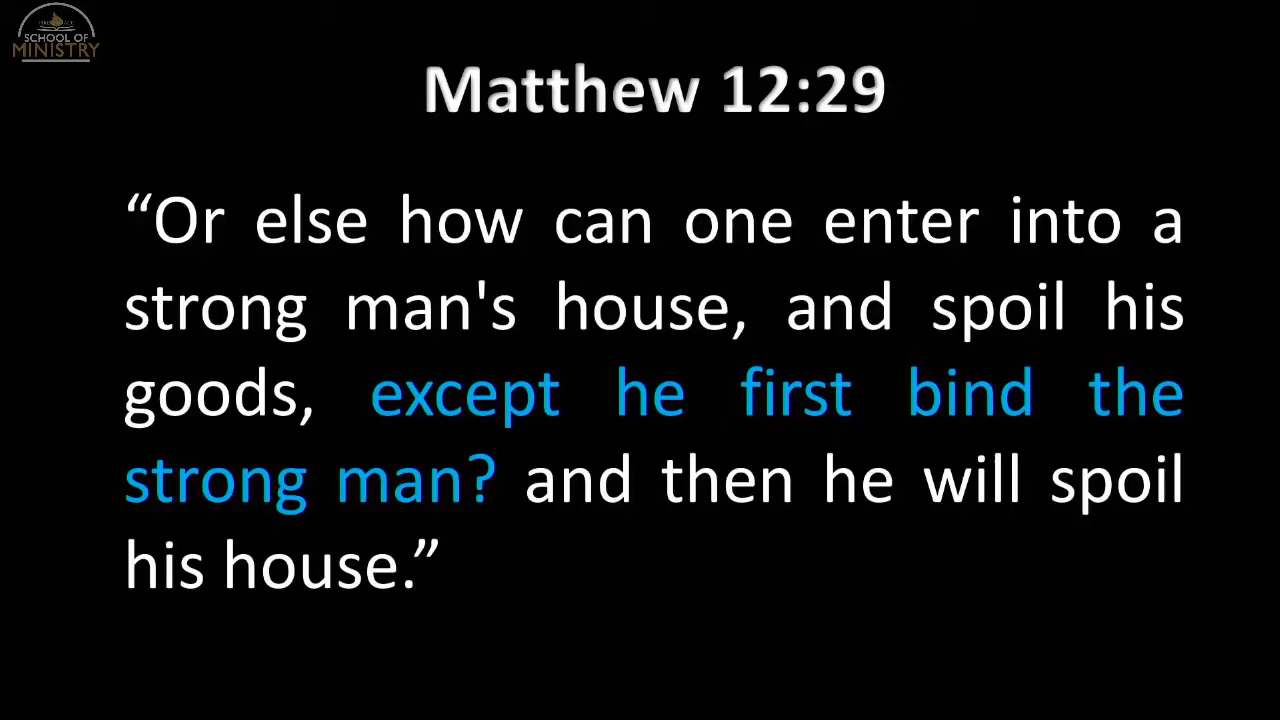 SCHOOL OF
MINISTRY
Matthew 12:29
“Or else how can one enter into a
strong man's house, and spoil his
goods, except he first bind the
strong man? and then he will spoil
his house.”